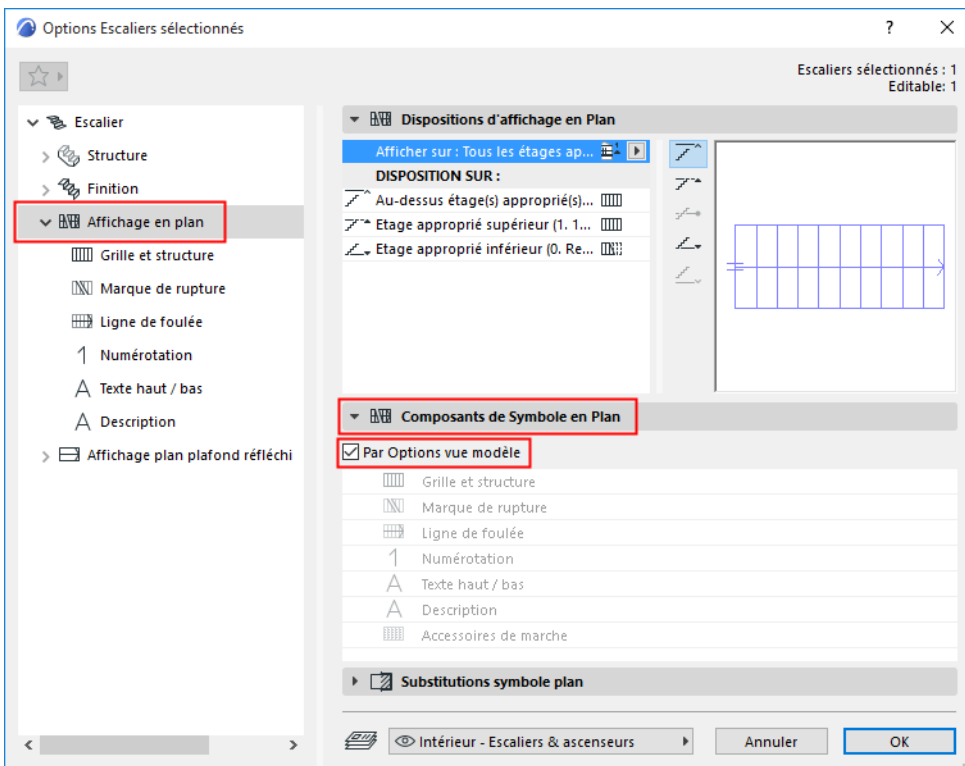 Options Escaliers sélectionnés
?
Escaliers sélectionnés : 1
Editable: 1
Escalier
Structure
Finition
Affichage en plan
Grille et structure
Marque de rupture
Ligne de foulée
1 Numérotation
A Texte haut / bas
A Description
Affichage plan plafond réfléchi
Dispositions d'affichage en Plan
Afficher sur : Tous les étages ap...
DISPOSITION SUR :
Au-dessus étage(s) approprié(s)...
Etage approprié supérieur (1. 1...
Etage approprié inférieur (0. Re...
Composants de Symbole en Plan
Par Options vue modèle
Grille et structure
Marque de rupture
Ligne de foulée
1 Numérotation
A Texte haut / bas
A Description
Accessoires de marche
Substitutions symbole plan
Intérieur - Escaliers & ascenseurs
Annuler
OK